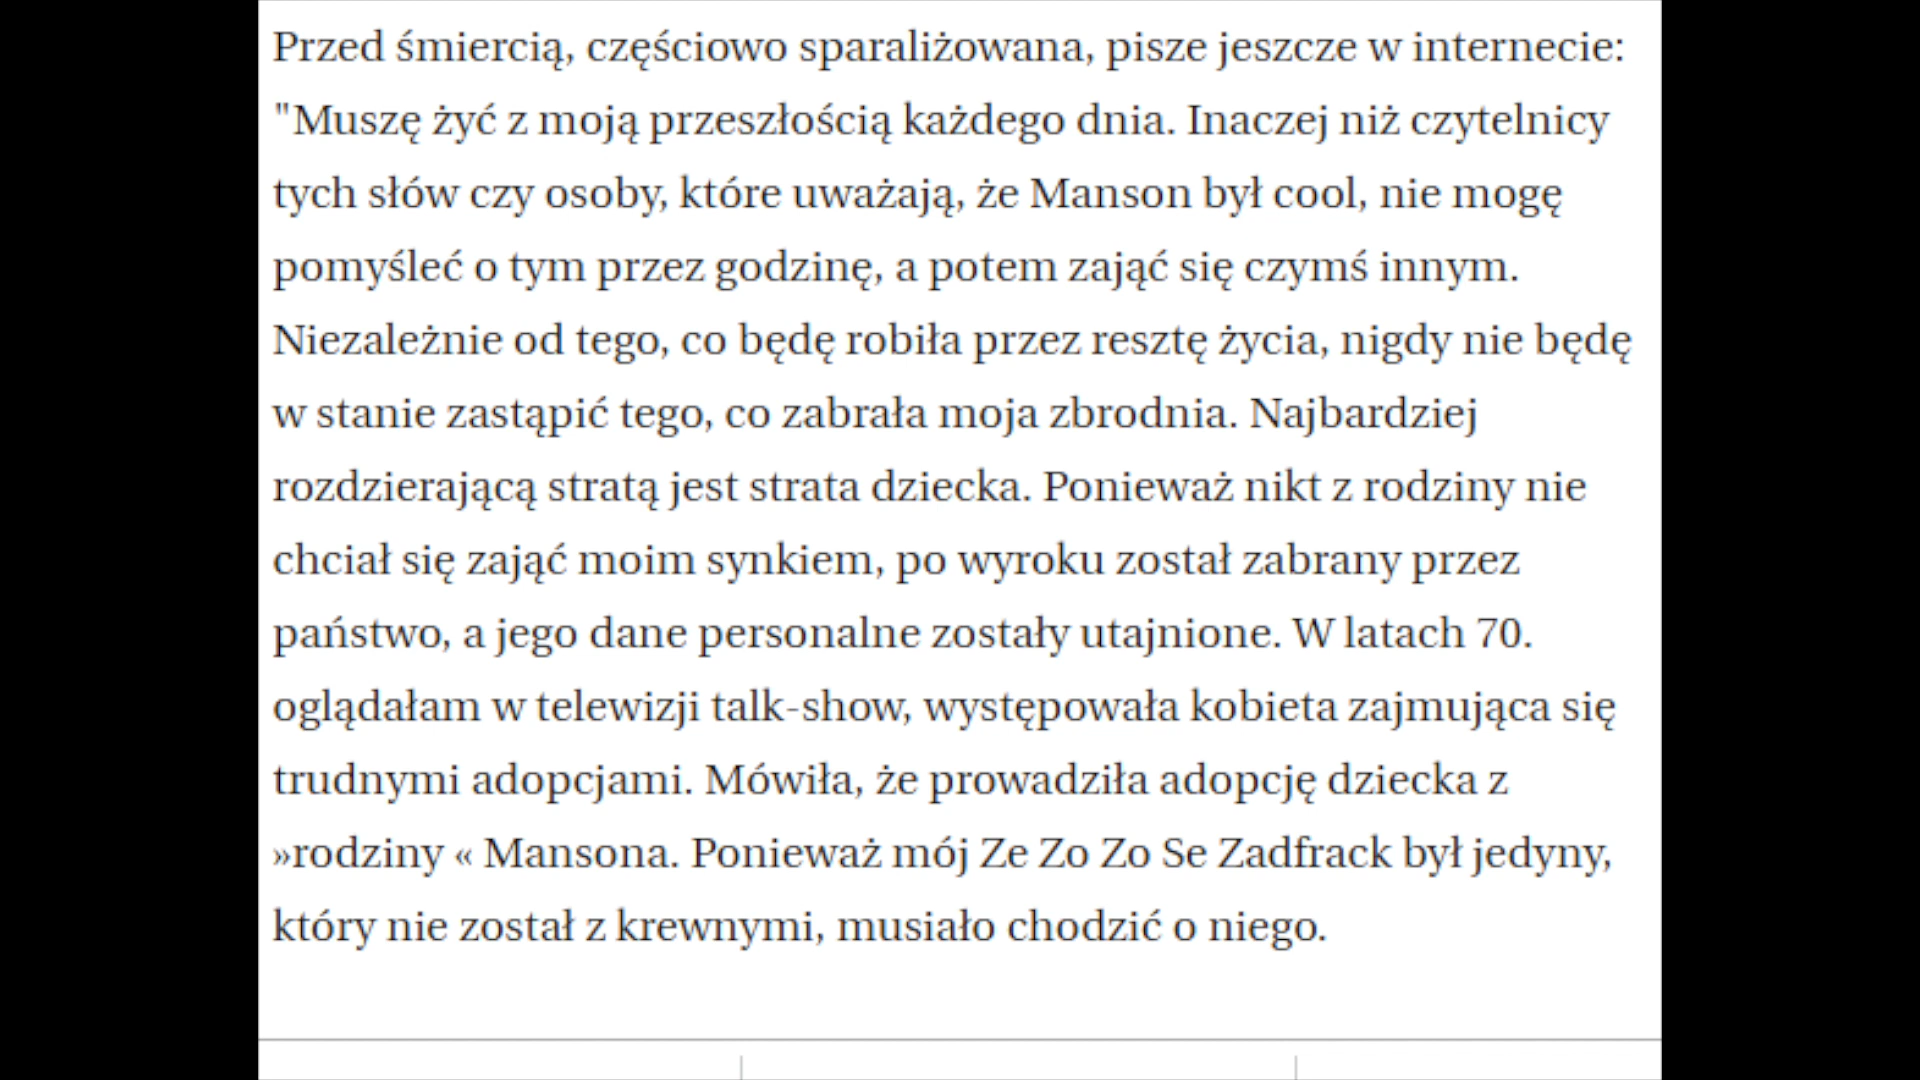 Przed śmiercią, częściowo sparaliżowana, pisze jeszcze w internecie:
"Muszę żyć z moją przeszłością każdego dnia. Inaczej niż czytelnicy
tych słów czy osoby, które uważają, że Manson był cool, nie mogę
pomyśleć o tym przez godzinę, a potem zająć się czymś innym.
Niezależnie od tego, co będę robiła przez resztę życia, nigdy nie będę
w stanie zastąpić tego, co zabrała moja zbrodnia. Najbardziej
rozdzierającą stratą jest strata dziecka. Ponieważ nikt z rodziny nie
chciał się zająć moim synkiem, po wyroku został zabrany przez
państwo, a jego dane personalne zostały utajnione. W latach 70.
oglądałam w telewizji talk-show, występowała kobieta zajmująca się
trudnymi adopcjami. Mówiła, że prowadziła adopcję dziecka z
»rodziny « Mansona. Ponieważ mój Ze Zo Zo Se Zadfrack był jedyny,
który nie został z krewnymi, musiało chodzić o niego.